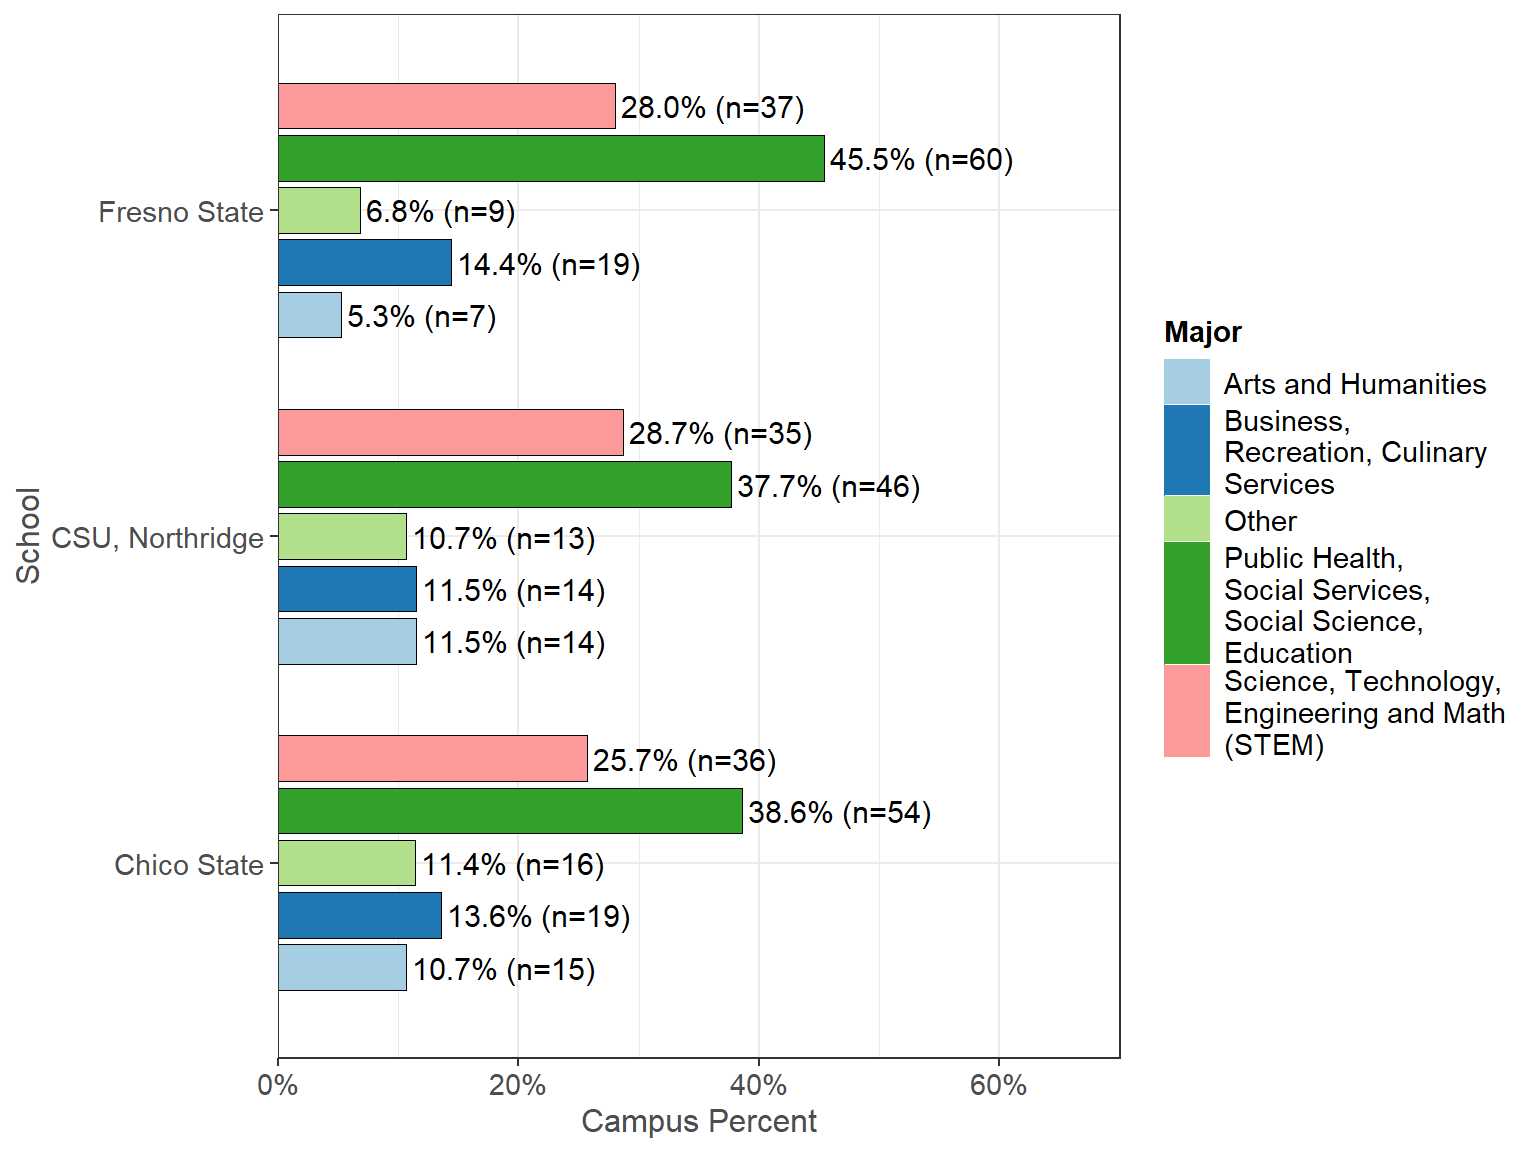 28.0% (n=37)
45.5% (n=60)
Fresno State
6.8% (n=9)
14.4% (n=19)
5.3% (n=7)
28.7% (n=35)
37.7% (n=46)
School
CSU, Northridge
10.7% (n=13)
11.5% (n=14)
11.5% (n=14)
25.7% (n=36)
38.6% (n=54)
Chico State
11.4% (n=16)
13.6% (n=19)
10.7% (n=15)
0%
20%
40%
60%
Campus Percent
Major
Arts and Humanities
Business,
Recreation, Culinary
Services
Other
Public Health,
Social Services,
Social Science,
Education
Science, Technology,
Engineering and Math
(STEM)